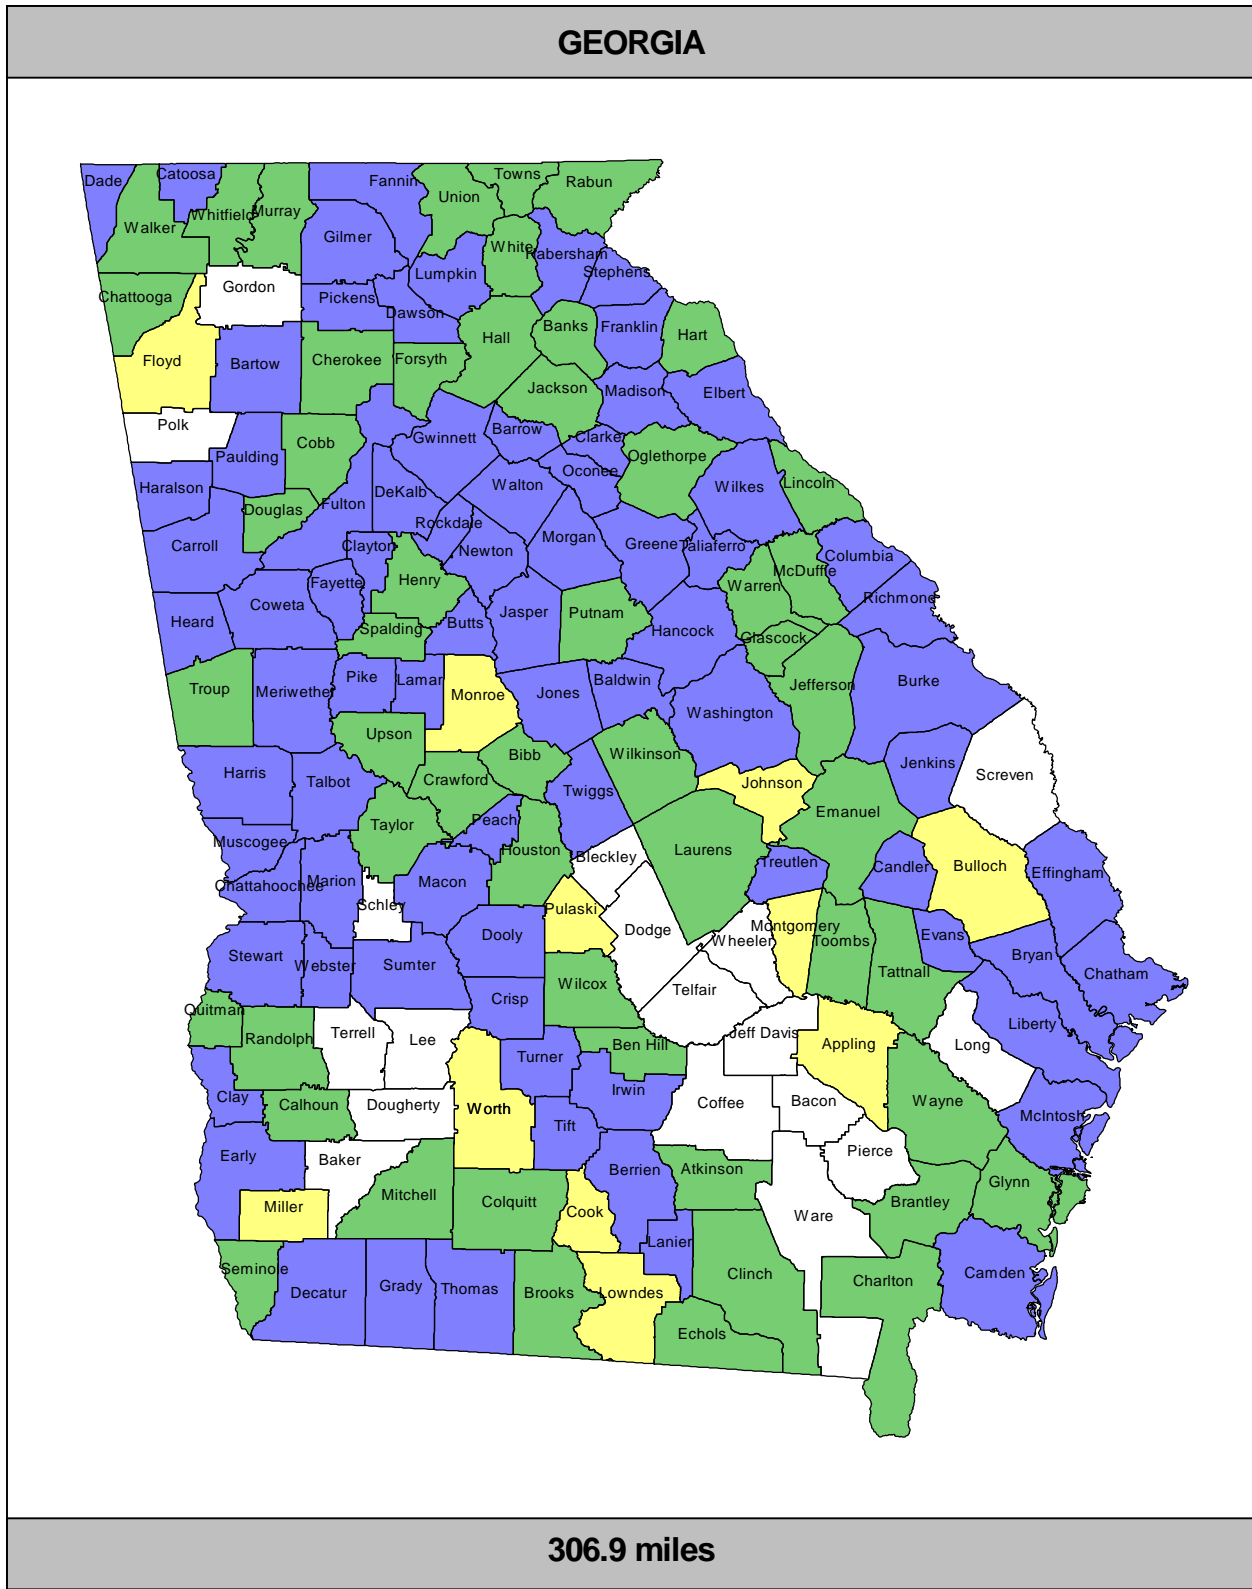 GEORGIA
Dade
Catoosa
Fannin
Towns
Rabun
Union
Whitfield
Murray
Walker
Gilmer
White
Habersham
Stephens
Lumpkin
Gordon
Chattooga
Pickens
Dawson
Banks
Franklin
Hart
Hall
Floyd
Bartow
Cherokee
Forsyth
Jackson
Madison
Elbert
Polk
Cobb
Gwinnett
Barrow
Clarke
Paulding
Oglethorpe
Oconee
Haralson
DeKalb
Walton
Wilkes
Lincoln
Douglas
Fulton
Rockdale
Carroll
Clayton
Newton
Morgan
Greene
Taliaferro
Columbia
McDuffie
Fayette
Henry
Warren
Richmond
Coweta
Heard
Spalding
Butts
Jasper
Putnam
Hancock
Glascock
Troup
Meriwether
Pike
Lamar
Monroe
Jones
Baldwin
Jefferson
Burke
Washington
Upson
Bibb
Wilkinson
Harris
Talbot
Crawford
Twiggs
Johnson
Jenkins
Screven
Taylor
Peach
Emanuel
Muscogee
Houston
Bleckley
Laurens
Treutlen
Candler
Bulloch
Effingham
Chattahoochee
Marion
Macon
Schley
Pulaski
Dodge
Wheeler
Montgomery
Toombs
Evans
Dooly
Stewart
Webster
Sumter
Tattnall
Bryan
Chatham
Crisp
Wilcox
Telfair
Quitman
Randolph
Terrell
Lee
Turner
Ben Hill
Jeff Davis
Appling
Long
Liberty
Clay
Calhoun
Dougherty
Worth
Tift
Irwin
Coffee
Bacon
Wayne
McIntosh
Early
Baker
Pierce
Miller
Mitchell
Colquitt
Cook
Berrien
Atkinson
Ware
Brantley
Glynn
Seminole
Decatur
Grady
Thomas
Brooks
Lowndes
Lanier
Clinch
Charlton
Camden
Echols
306.9 miles